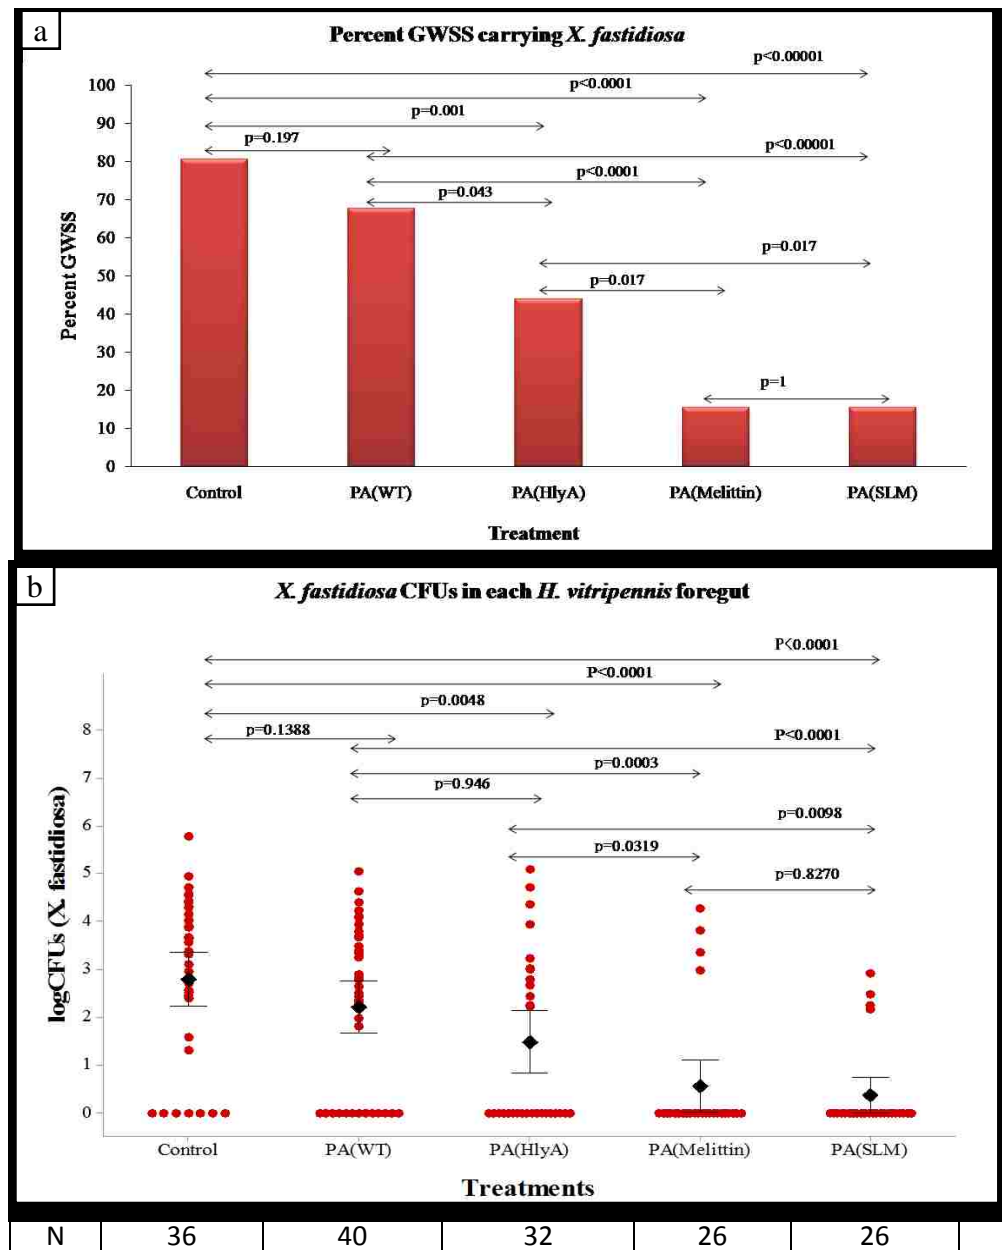 a
Percent GWSS carrying X. fastidiosa
p<0.00001
p<0.0001
p=0.001
p=0.197
p<0.00001
p<0.0001
p=0.043
p=0.017
p=0.017
p=1
100
90
80
70
60
50
40
30
20
10
0
Percent GWSS
Control PA(WT) PA(HlyA) PA(Melittin) PA(SLM)
Treatment
b
X. fastidiosa CFUs in each H. vitripennis foregut
P<0.0001
P<0.0001
p=0.0048
p=0.1388
P<0.0001
p=0.0003
p=0.946
p=0.0098
p=0.0319
p=0.8270
8
7
6
5
4
3
2
1
0
logCFUs (X. fastidiosa)
Control PA(WT) PA(HlyA) PA(Melittin) PA(SLM)
Treatments
N 36 40 32 26 26